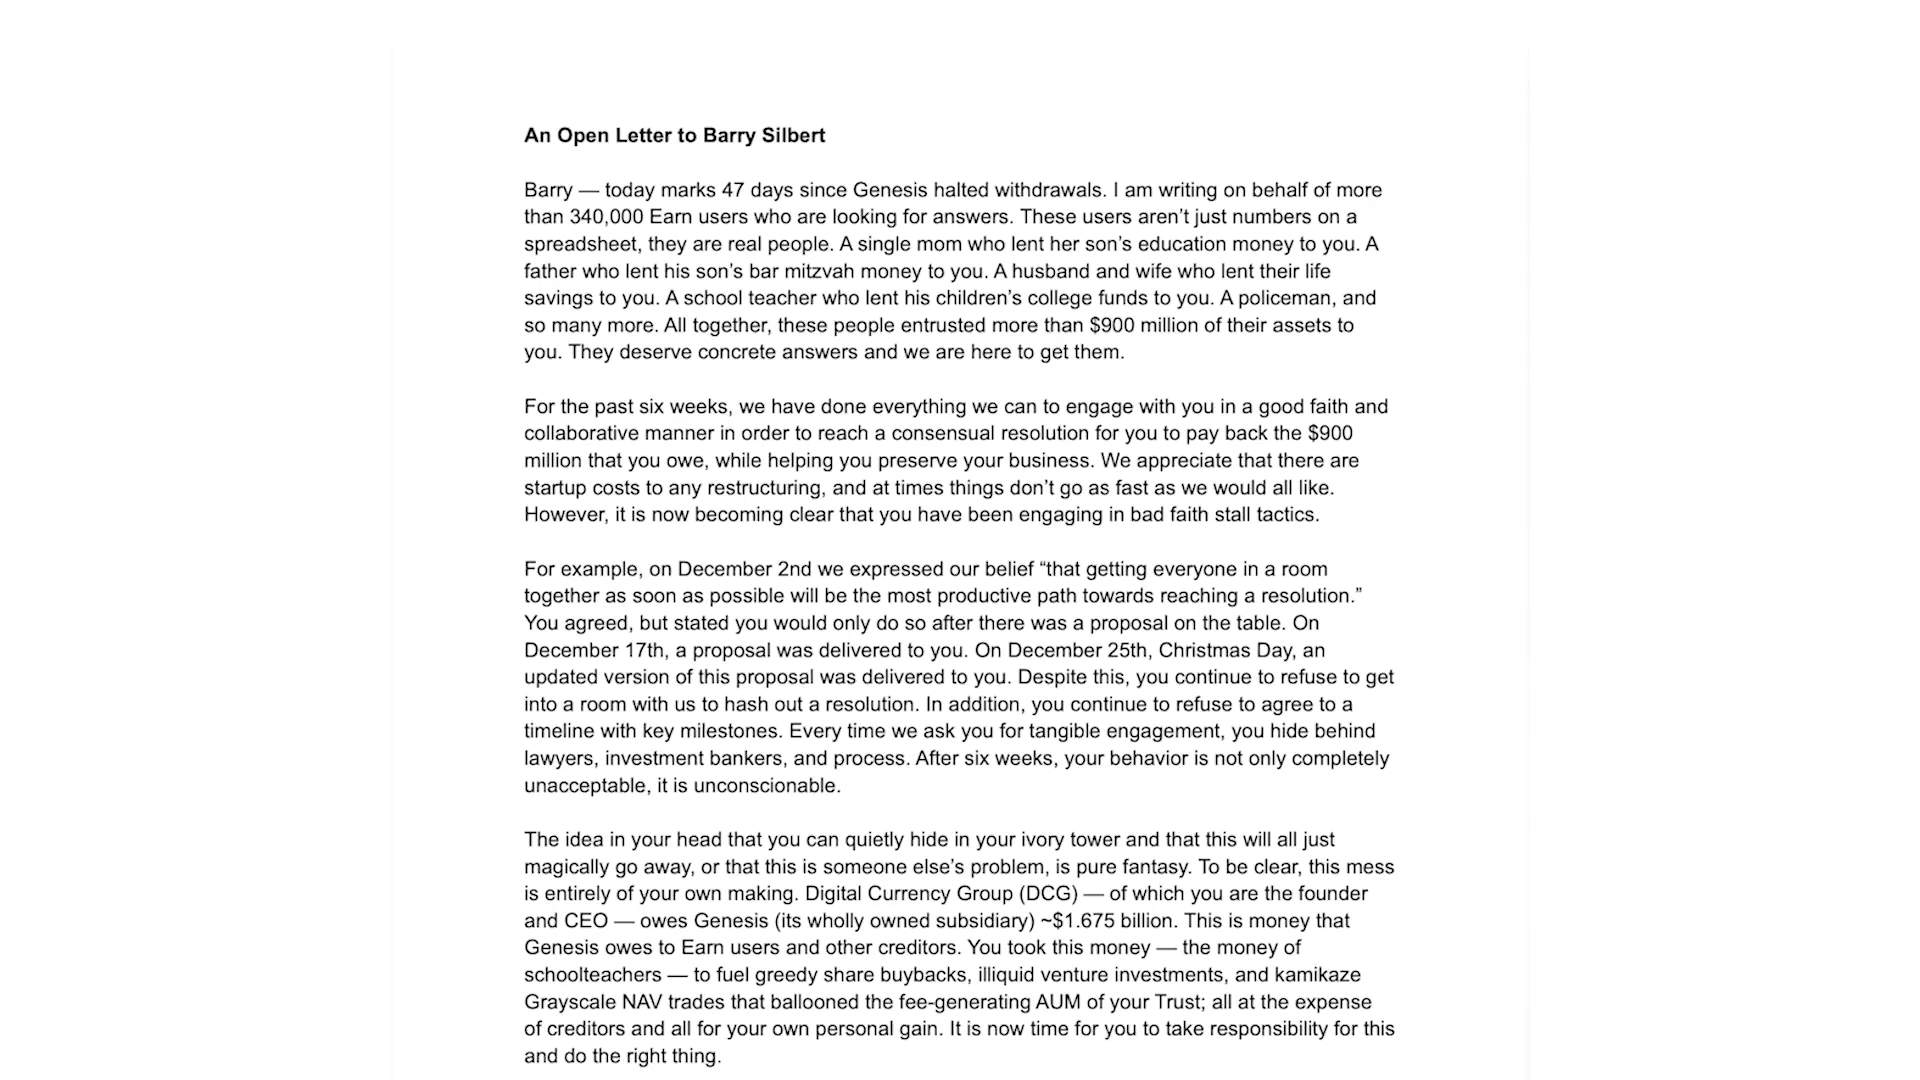 An Open Letter to Barry Silbert
Barry — today marks 47 days since Genesis halted withdrawals. I am writing on behalf of more
than 340,000 Earn users who are looking for answers. These users aren’t just numbers on a
spreadsheet, they are real people. A single mom who lent her son’s education money to you. A
father who lent his son’s bar mitzvah money to you. A husband and wife who lent their life
savings to you. A school teacher who lent his children’s college funds to you. A policeman, and
so many more. All together, these people entrusted more than $900 million of their assets to
you. They deserve concrete answers and we are here to get them.
For the past six weeks, we have done everything we can to engage with you in a good faith and
collaborative manner in order to reach a consensual resolution for you to pay back the $900
million that you owe, while helping you preserve your business. We appreciate that there are
startup costs to any restructuring, and at times things don’t go as fast as we would all like.
However, it is now becoming clear that you have been engaging in bad faith stall tactics.
For example, on December 2nd we expressed our belief “that getting everyone in a room
together as soon as possible will be the most productive path towards reaching a resolution.”
You agreed, but stated you would only do so after there was a proposal on the table. On
December 17th, a proposal was delivered to you. On December 25th, Christmas Day, an
updated version of this proposal was delivered to you. Despite this, you continue to refuse to get
into a room with us to hash out a resolution. In addition, you continue to refuse to agree to a
timeline with key milestones. Every time we ask you for tangible engagement, you hide behind
lawyers, investment bankers, and process. After six weeks, your behavior is not only completely
unacceptable, it is unconscionable.
The idea in your head that you can quietly hide in your ivory tower and that this will all just
magically go away, or that this is someone else’s problem, is pure fantasy. To be clear, this mess
is entirely of your own making. Digital Currency Group (DCG) — of which you are the founder
and CEO — owes Genesis (its wholly owned subsidiary) ~$1.675 billion. This is money that
Genesis owes to Earn users and other creditors. You took this money — the money of
schoolteachers — to fuel greedy share buybacks, illiquid venture investments, and kamikaze
Grayscale NAV trades that ballooned the fee-generating AUM of your Trust; all at the expense
of creditors and all for your own personal gain. It is now time for you to take responsibility for this
and do the right thing.